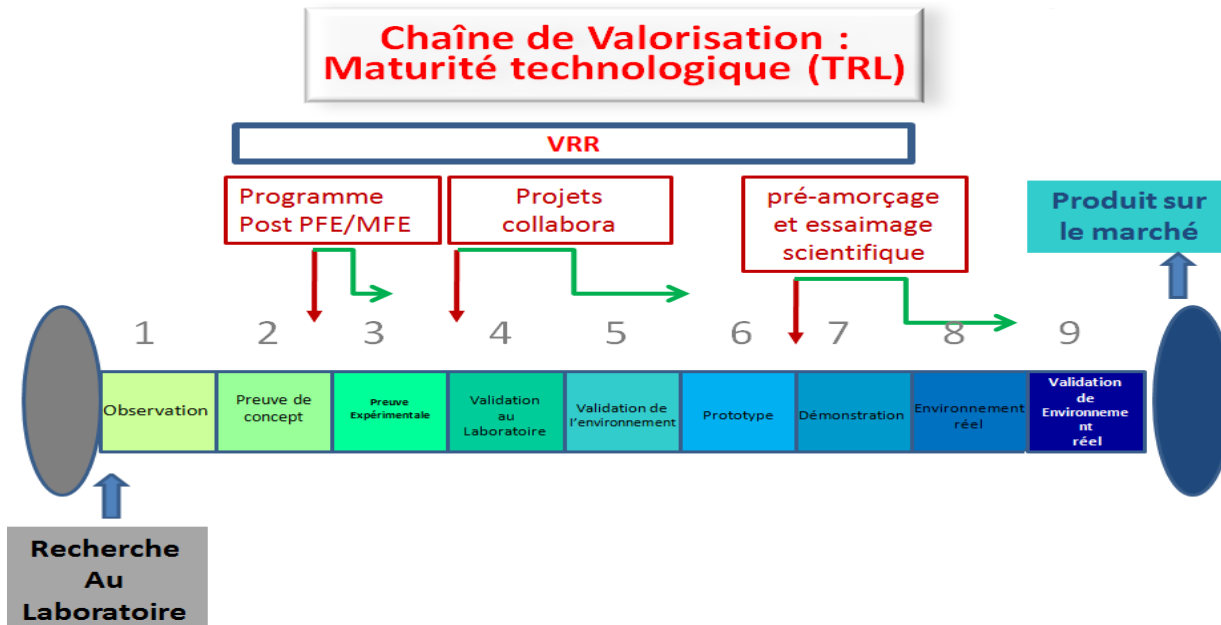 Chaîne de Valorisation :
Maturité technologique (TRL)
VRR
Programme
Post PFE/MFE
Projets
collabora
pré-amorçage
et essaimage
scientifique
Produit sur
le marché
1
2
3
4
5
6
7
8
9
Observation
Preuve de
concept
Preuve
Expérimentale
Validation
au
Laboratoire
Validation de
l'environnement
Prototype
Démonstration
Environnement
réel
Validation
de
Environneme
nt
réel
Recherche
Au
Laboratoire